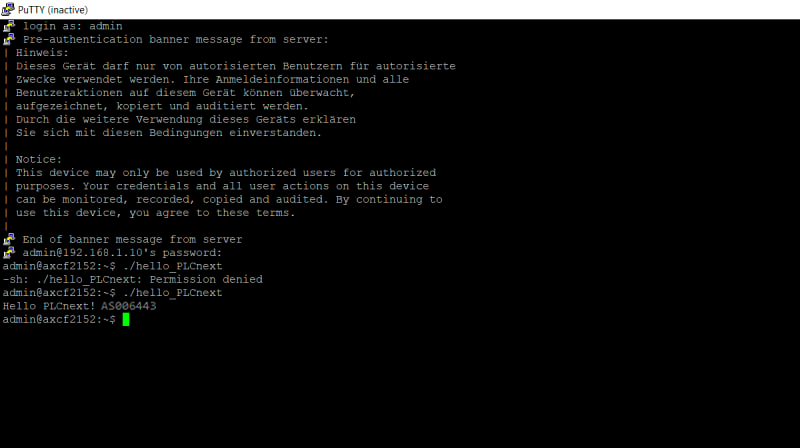 PuTTY (inactive)
login as: admin
Pre-authentication banner message from server:
| Hinweis:
| Dieses Gerät darf nur von autorisierten Benutzern für autorisierte
| Zwecke verwendet werden. Ihre Anmeldeinformationen und alle
| Benutzeraktionen auf diesem Gerät können überwacht,
| aufgezeichnet, kopiert und auditiert werden.
| Durch die weitere Verwendung dieses Geräts erklären
| Sie sich mit diesen Bedingungen einverstanden.
|
| Notice:
| This device may only be used by authorized users for authorized
| purposes. Your credentials and all user actions on this device
| can be monitored, recorded, copied and audited. By continuing to
| use this device, you agree to these terms.
|
End of banner message from server
admin@192.168.1.10's password:
admin@axcf2152:~$ ./hello_PLCnext
-sh: ./hello_PLCnext: Permission denied
admin@axcf2152:~$ ./hello_PLCnext
Hello PLCnext! AS006443
admin@axcf2152:~$